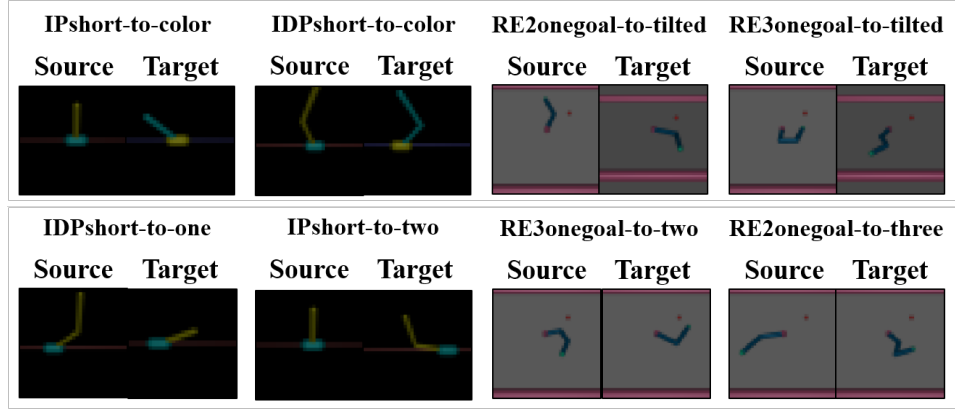 IPshort-to-color IDPshort-to-color RE2onegoal-to-tilted RE3onegoal-to-tilted
Source Target Source Target Source Target Source Target
IDPshort-to-one IPshort-to-two RE3onegoal-to-two RE2onegoal-to-three
Source Target Source Target Source Target Source Target